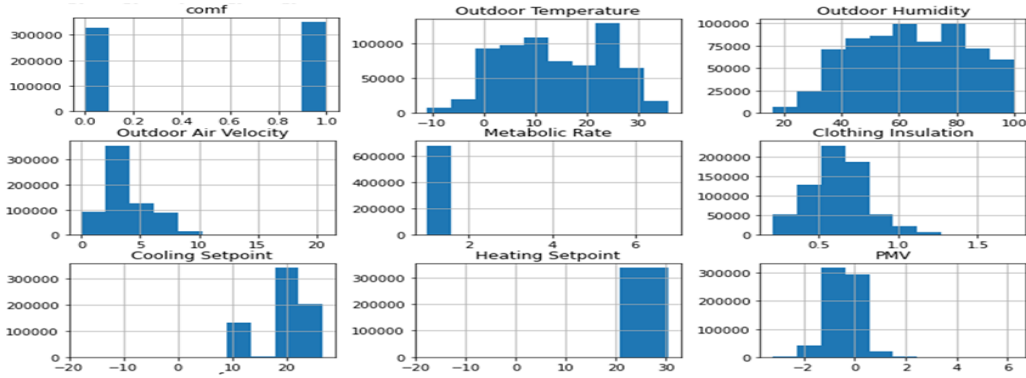 comf
300000
200000
100000
0
0.0 0.2 0.4 0.6 0.8 1.0
Outdoor Temperature
100000
50000
0
−10 0 10 20 30
Outdoor Humidity
100000
75000
50000
25000
0
20 40 60 80 100
Outdoor Air Velocity
300000
200000
100000
0
0 5 10 15 20
Metabolic Rate
600000
400000
200000
0
2 4 6
Clothing Insulation
200000
150000
100000
50000
0
0.5 1.0 1.5
Cooling Setpoint
300000
200000
100000
0
−20 −10 0 10 20
Heating Setpoint
300000
200000
100000
0
−20 −10 0 10 20 30
PMV
300000
200000
100000
0
−2 0 2 4 6